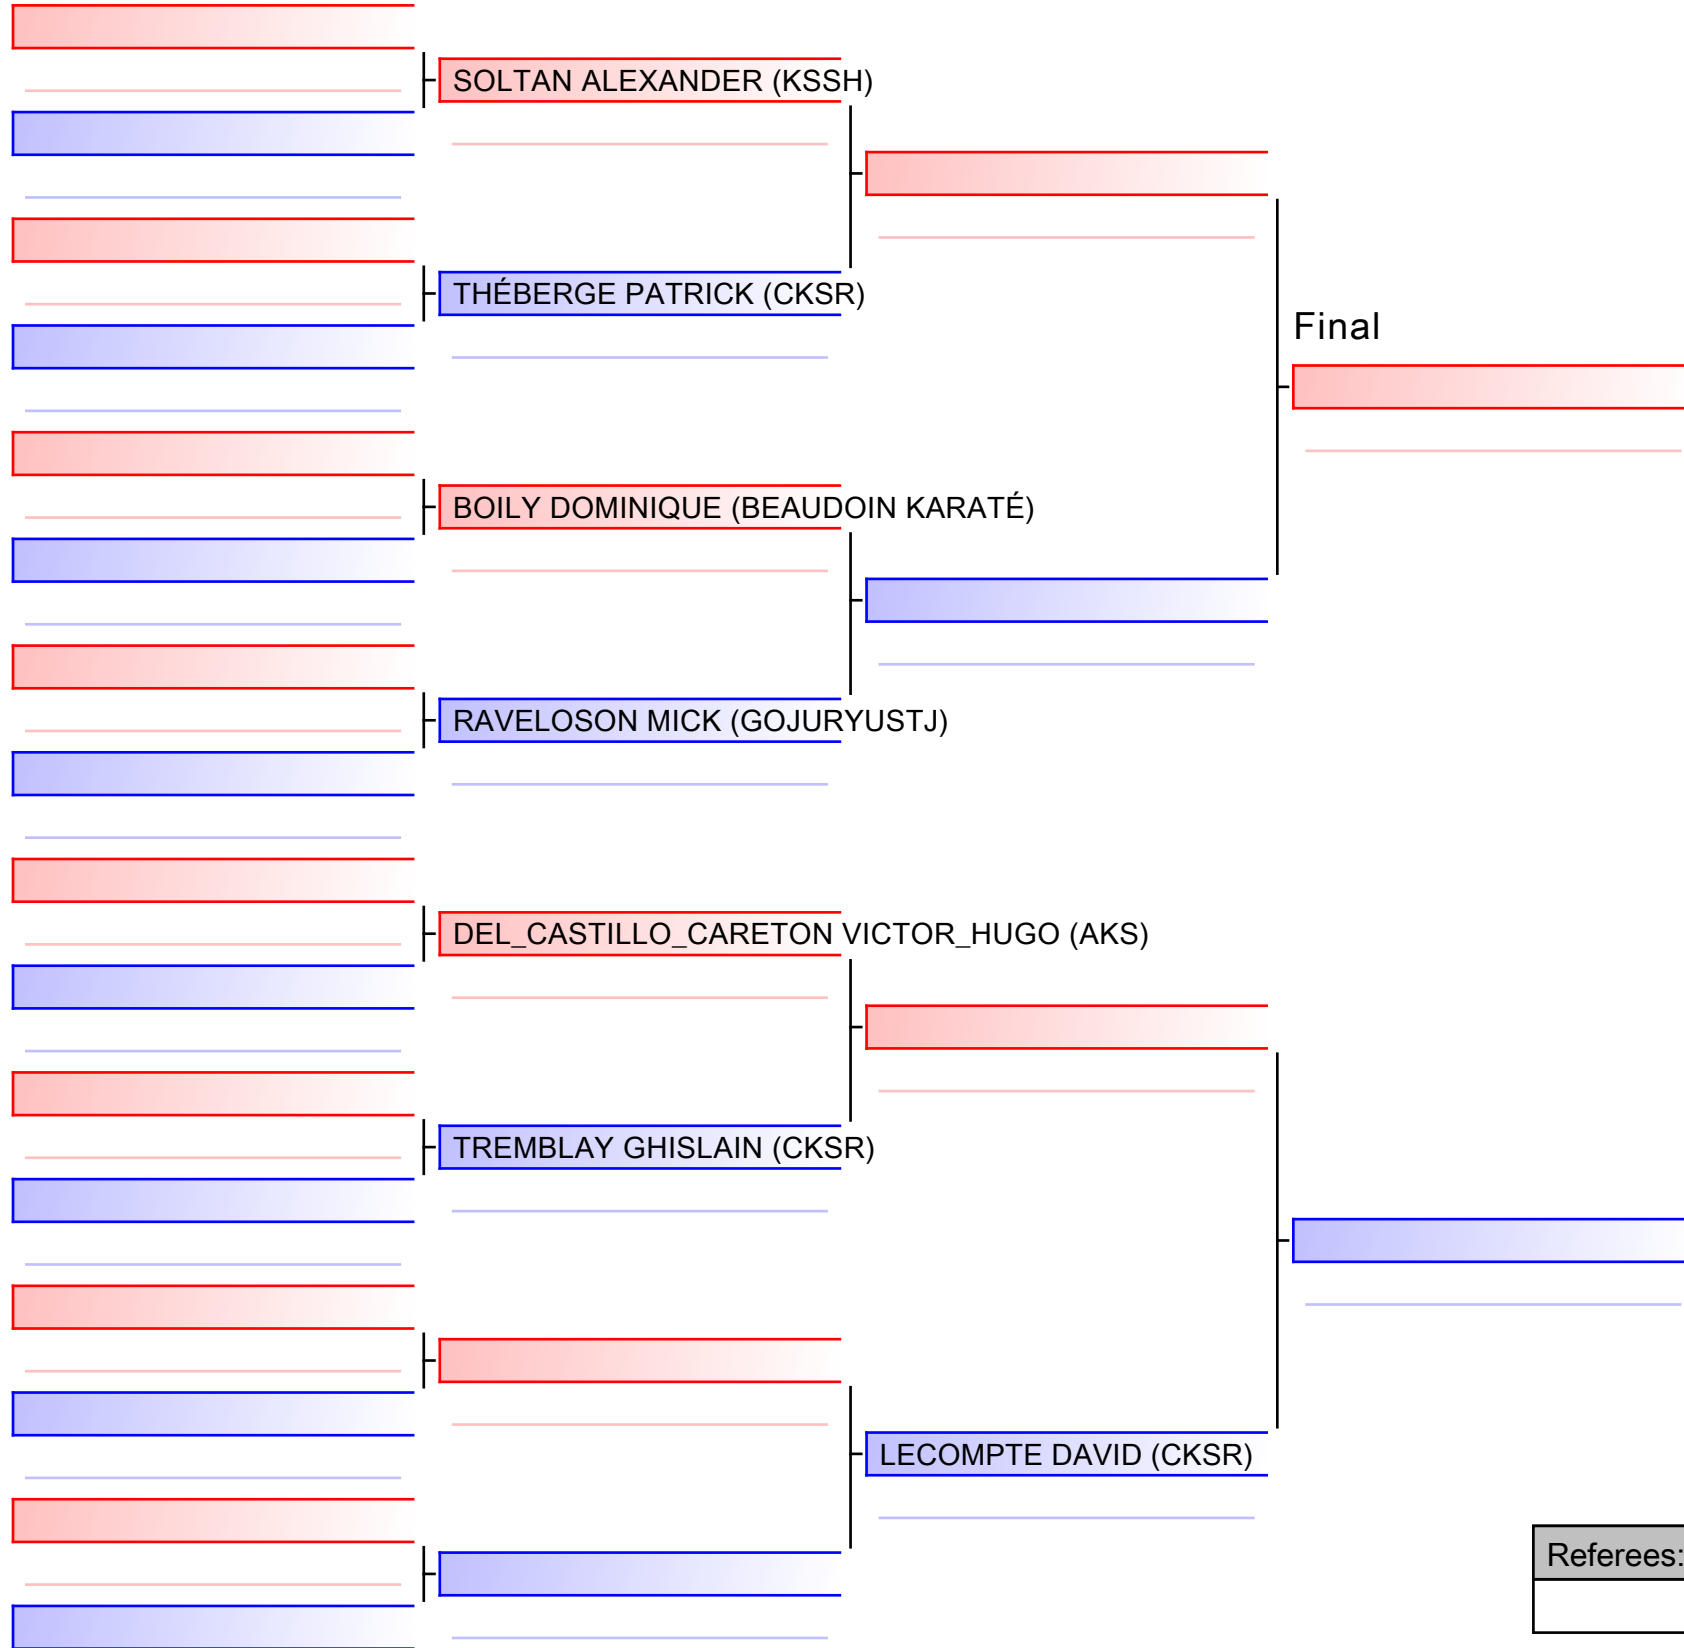 SOLTAN ALEXANDER (KSSH)
THÉBERGE PATRICK (CKSR)
Final
BOILY DOMINIQUE (BEAUDOIN KARATÉ)
RAVELOSON MICK (GOJURYUSTJ)
DEL_CASTILLO_CARETON VICTOR_HUGO (AKS)
TREMBLAY GHISLAIN (CKSR)
LECOMPTE DAVID (CKSR)
Referees: